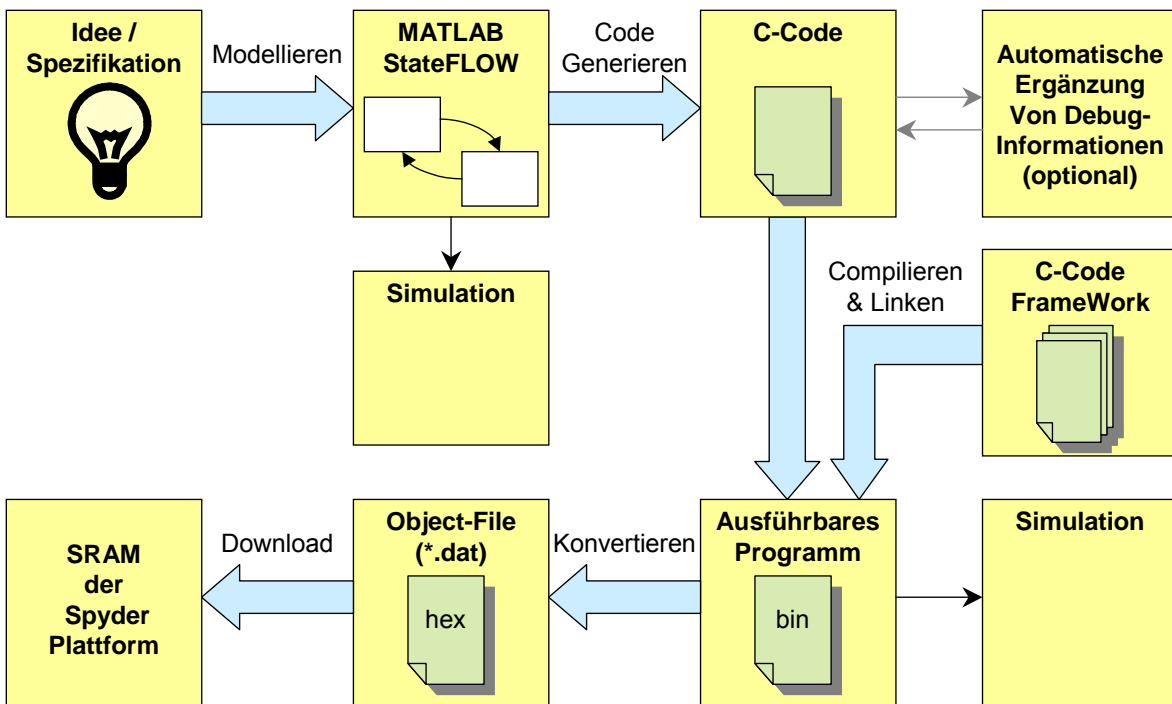 Idee /
Spezifikation
Modellieren
MATLAB
StateFLOW
Code
Generieren
C-Code
Automatische
Ergänzung
Von Debug-
Informationen
(optional)
Simulation
Compilieren
& Linken
C-Code
FrameWork
SRAM
der
Spyder
Plattform
Download
Object-File
(*.dat)
hex
Konvertieren
Ausführbares
Programm
bin
Simulation